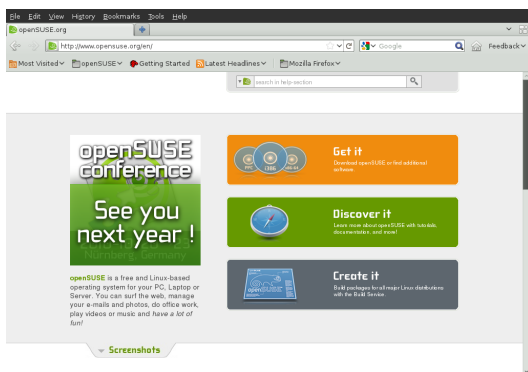 File Edit View History Bookmarks Tools Help
openSUSE.org
http://www.opensuse.org/en/
Google
Feedback
Most Visited openSUSE Getting Started Latest Headlines Mozilla Firefox
search in help-section
openSUSE
conference
See you
next year !
Nürnberg, Germany
openSUSE is a free and Linux-based
operating system for your PC, Laptop or
Server. You can surf the web, manage
your e-mails and photos, do office work,
play videos or music and have a lot of
fun!
Screenshots
Get it
Download openSUSE or find additional
software.
Discover it
Learn more about openSUSE with tutorials,
documentation, and more!
Create it
Build packages for all major Linux distributions
with the Build Service.